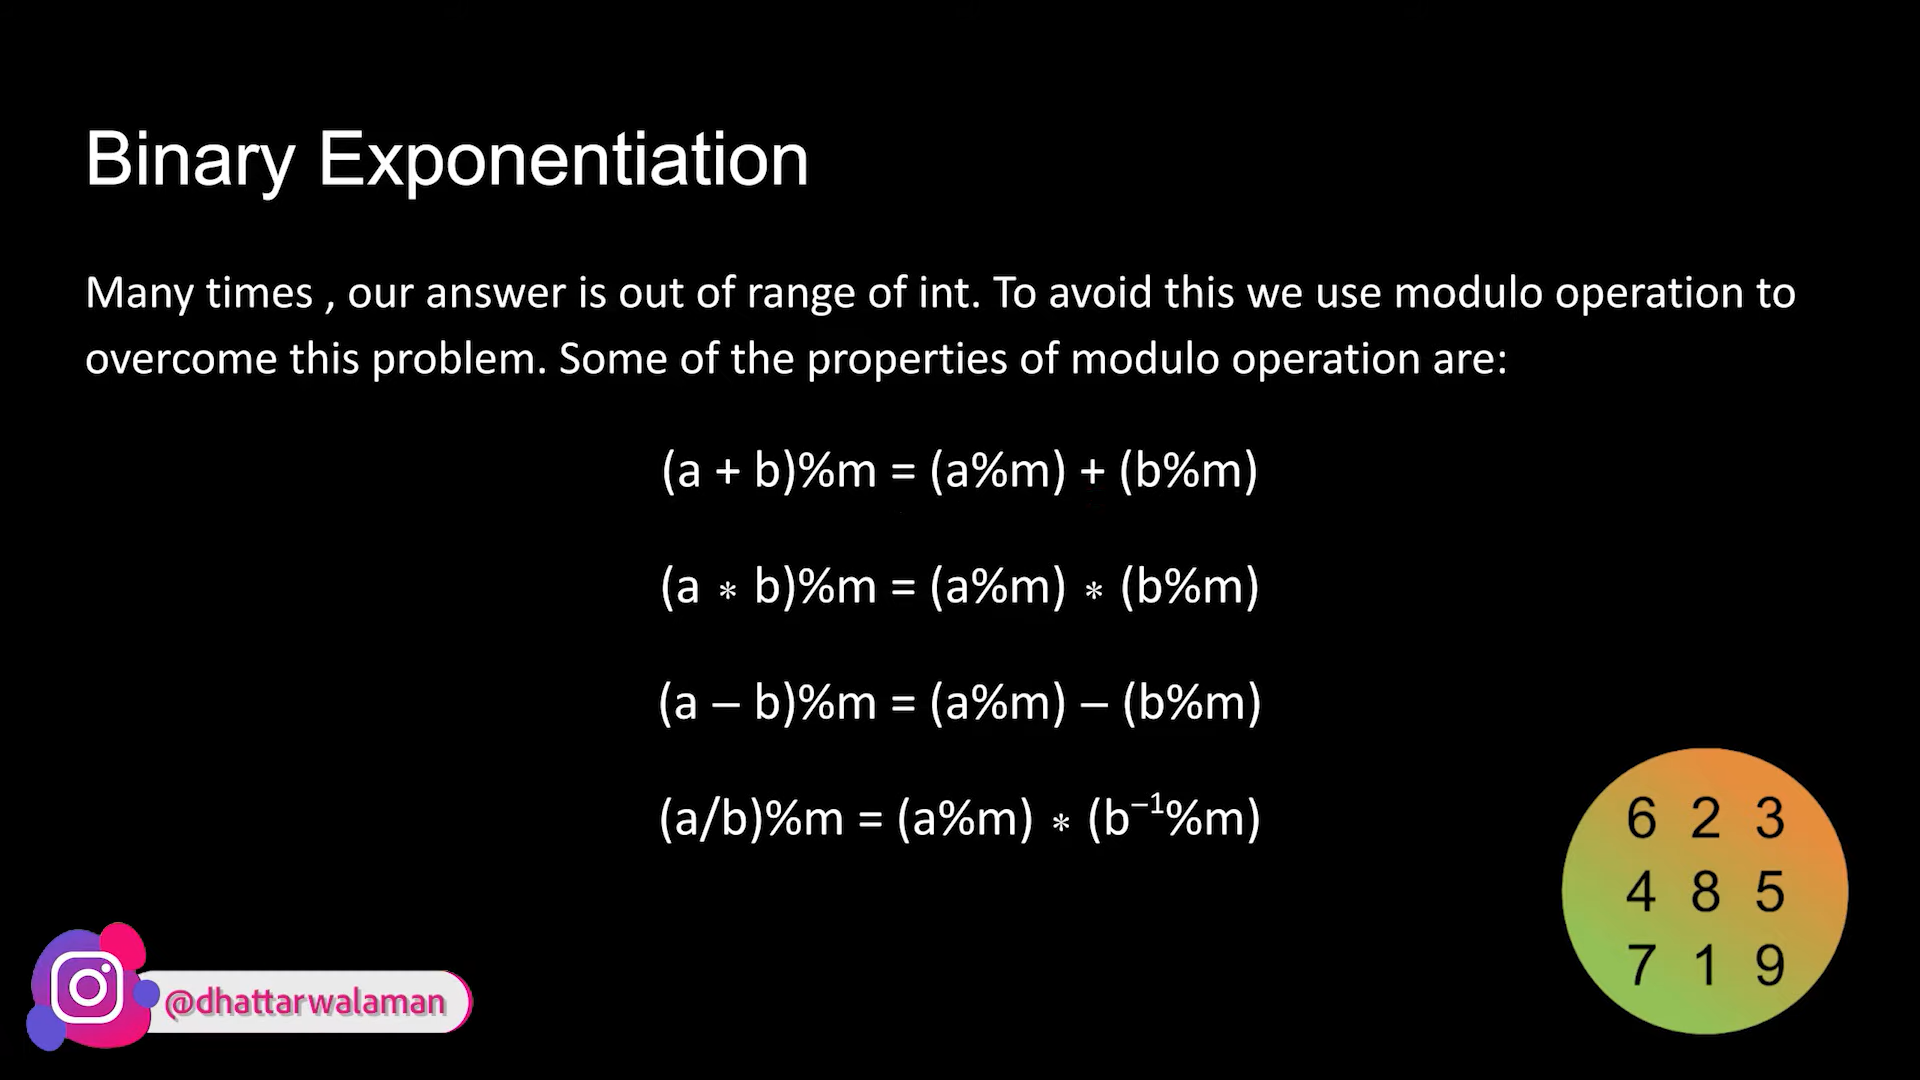 Binary Exponentiation
Many times , our answer is out of range of int. To avoid this we use modulo operation to
overcome this problem. Some of the properties of modulo operation are:
(a + b)%m = (a%m) + (b%m)
(a * b)%m = (a%m) * (b%m)
(a – b)%m = (a%m) – (b%m)
(a/b)%m = (a%m) * (b⁻¹%m)
6 2 3
4 8 5
7 1 9
@dhattarwalaman